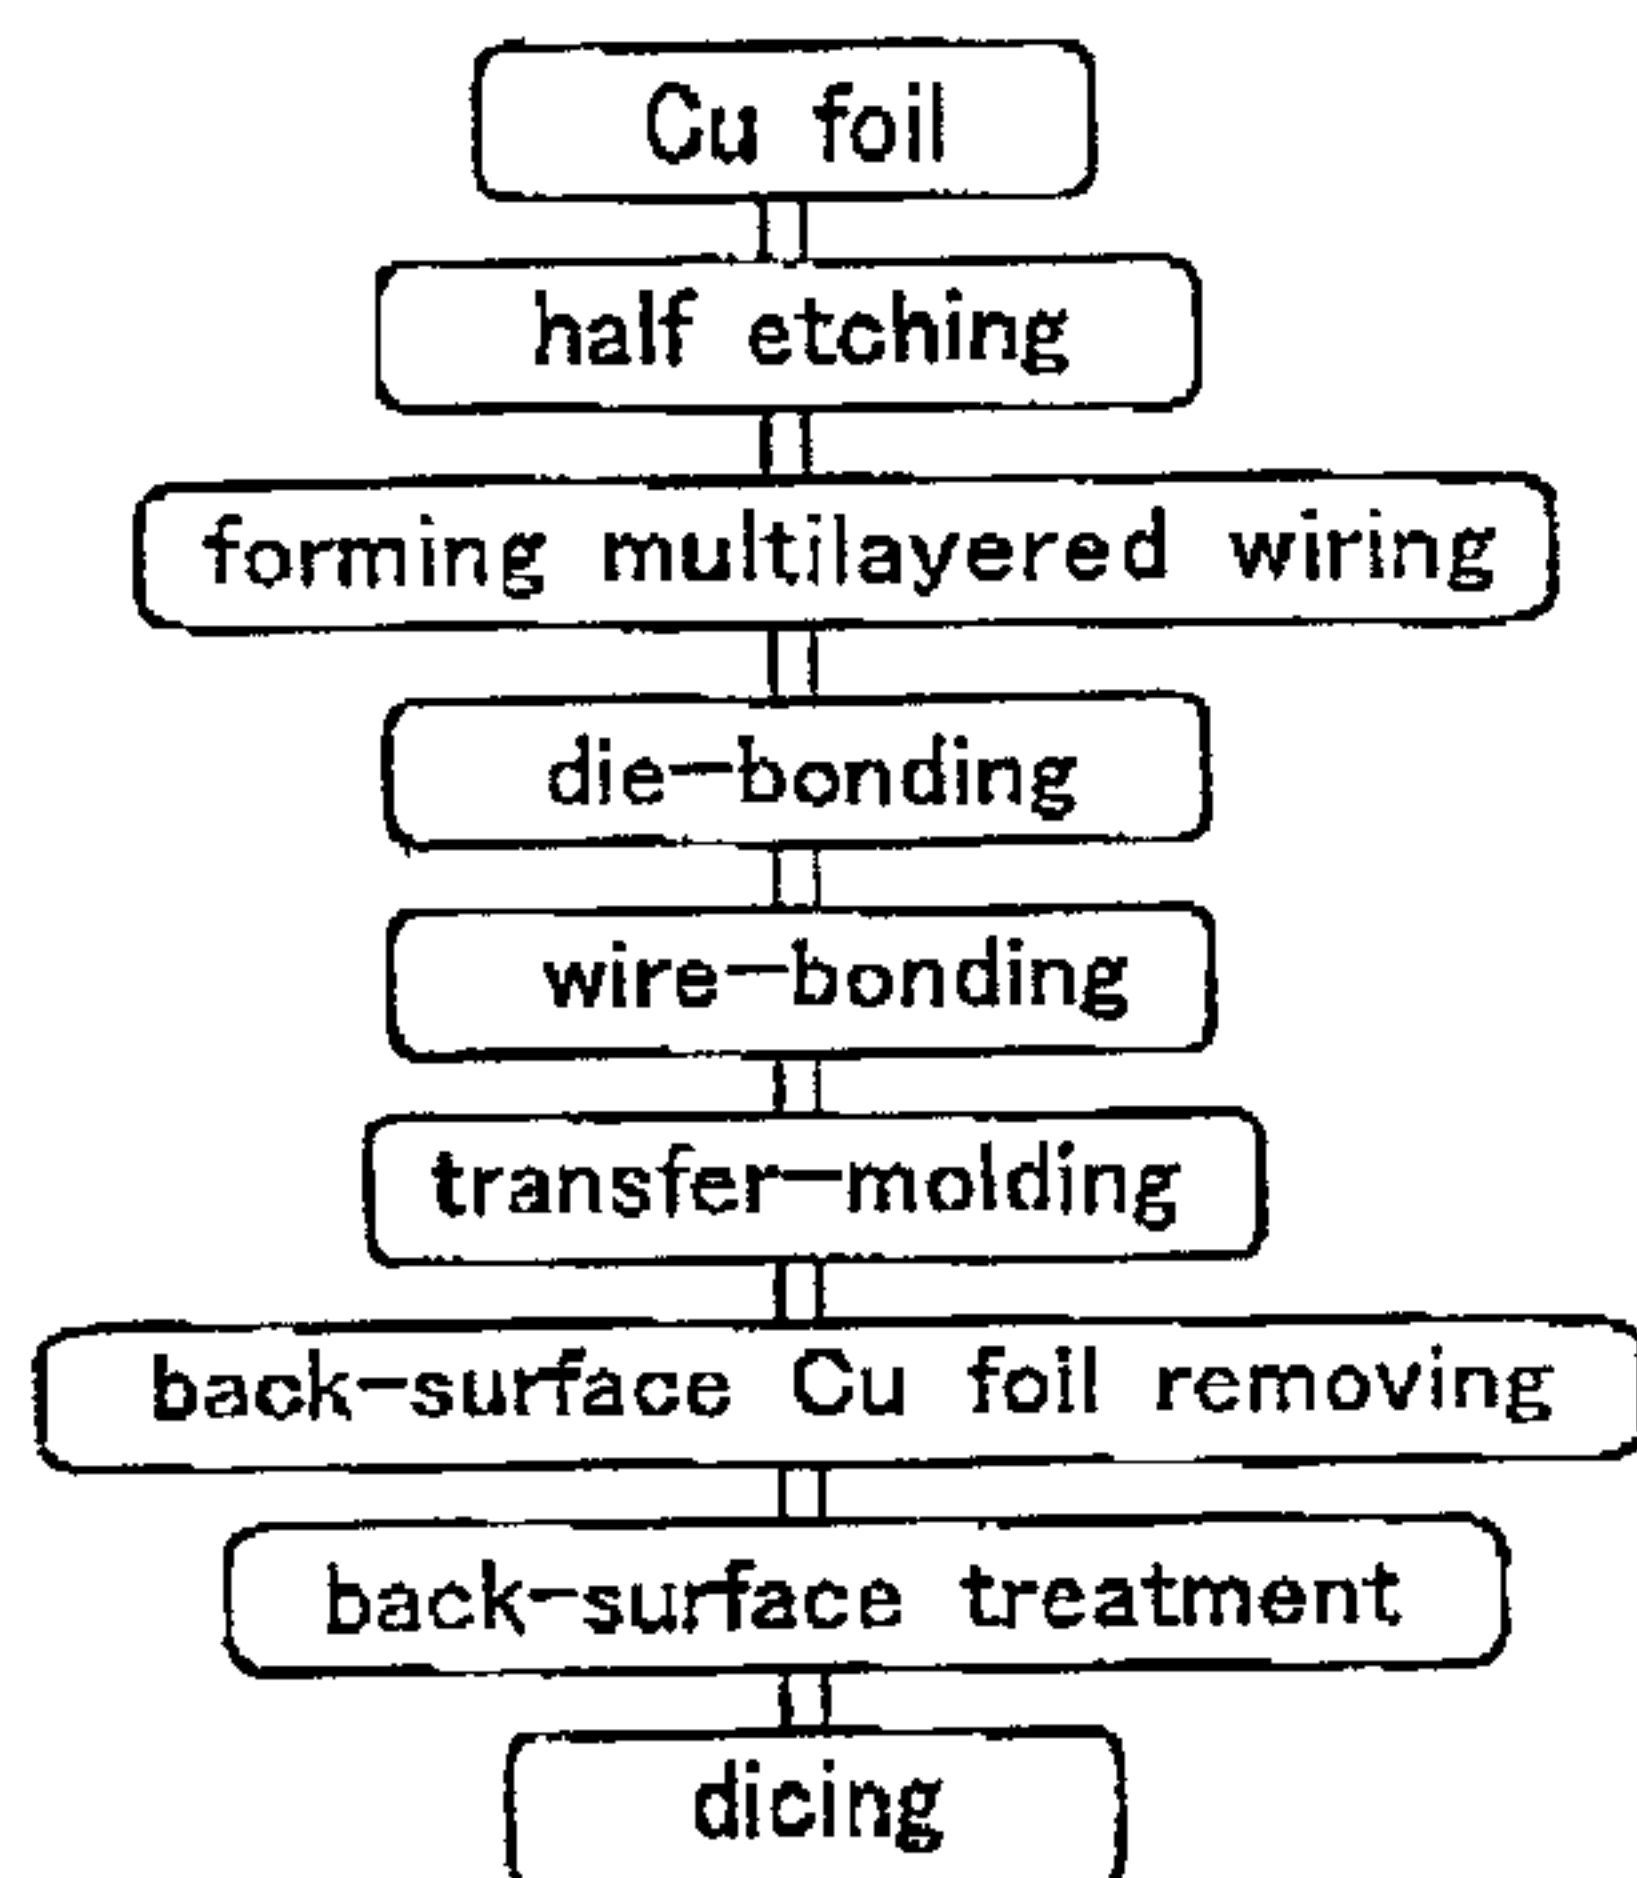 Cu foil
half etching
forming multilayered wiring
die-bonding
wire-bonding
transfer-molding
back-surface Cu foil removing
back-surface treatment
dicing